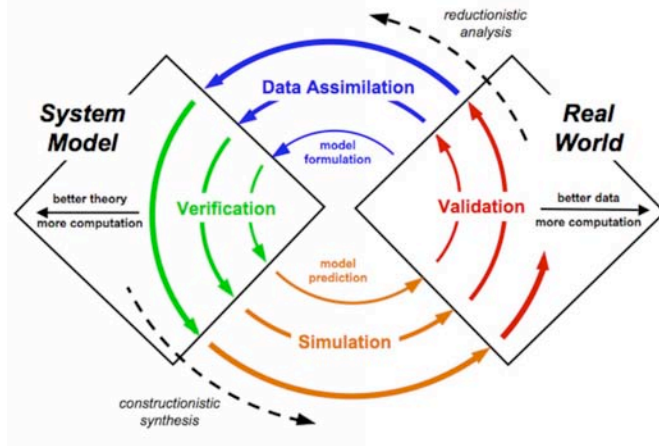 reductionistic
analysis
Data Assimilation
System
Model
Real
World
model
formulation
better theory
more computation
Verification
Validation
better data
more computation
model
prediction
Simulation
constructionistic
synthesis